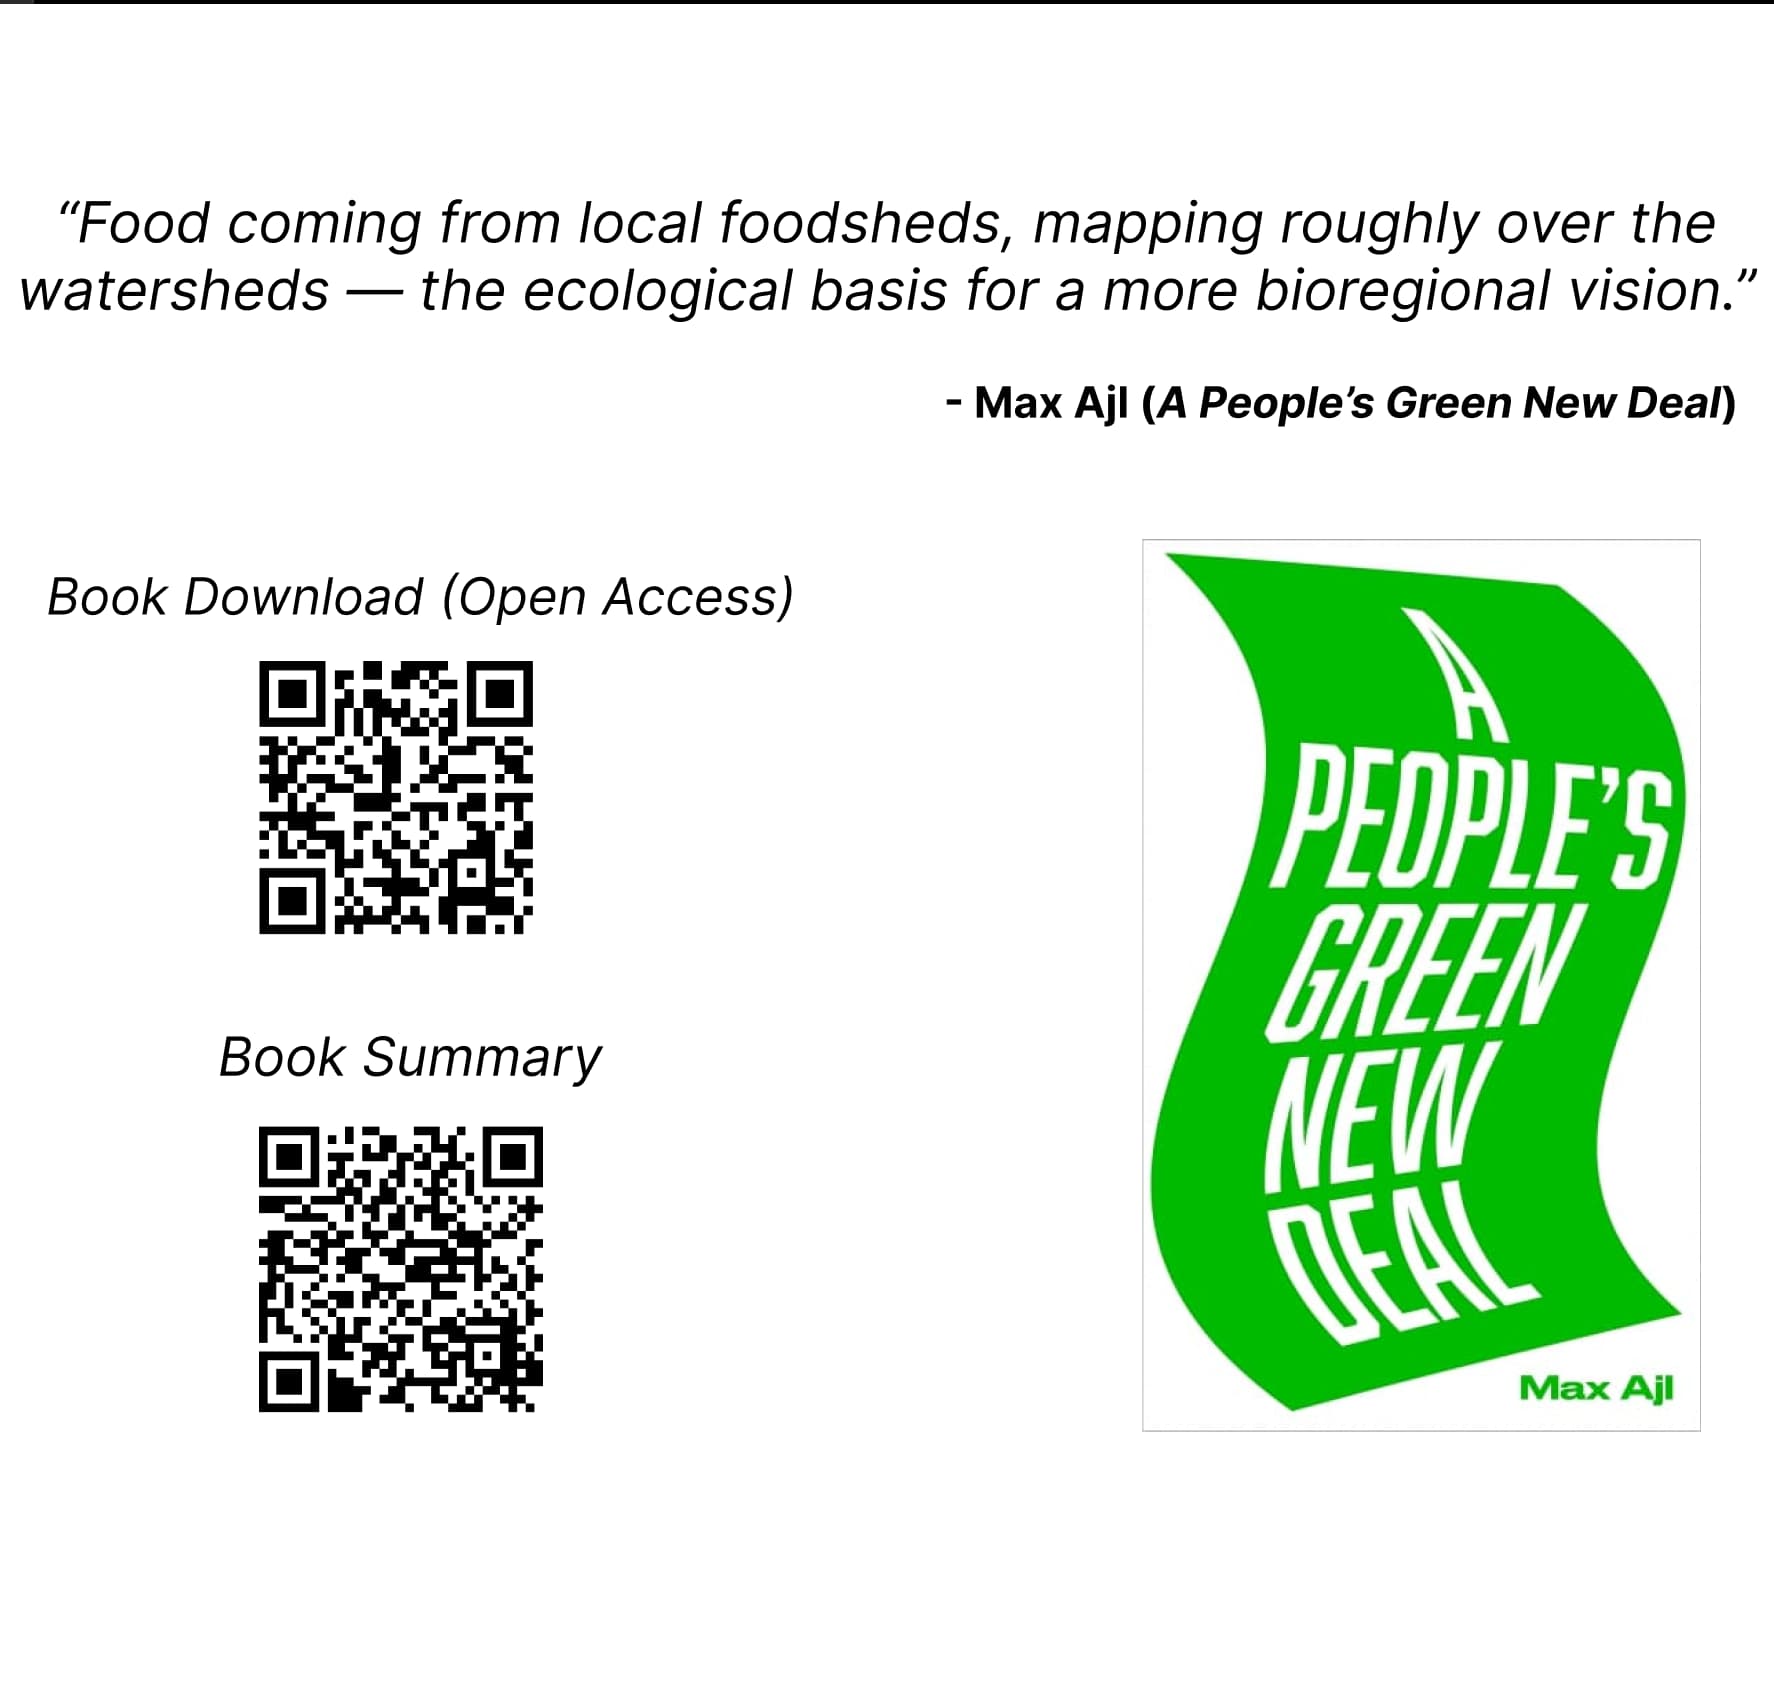 “Food coming from local foodsheds, mapping roughly over the
watersheds — the ecological basis for a more bioregional vision.”
- Max Ajl (A People’s Green New Deal)
Book Download (Open Access)
Book Summary
A
PEOPLE’S
GREEN
NEW
DEAL
Max Ajl